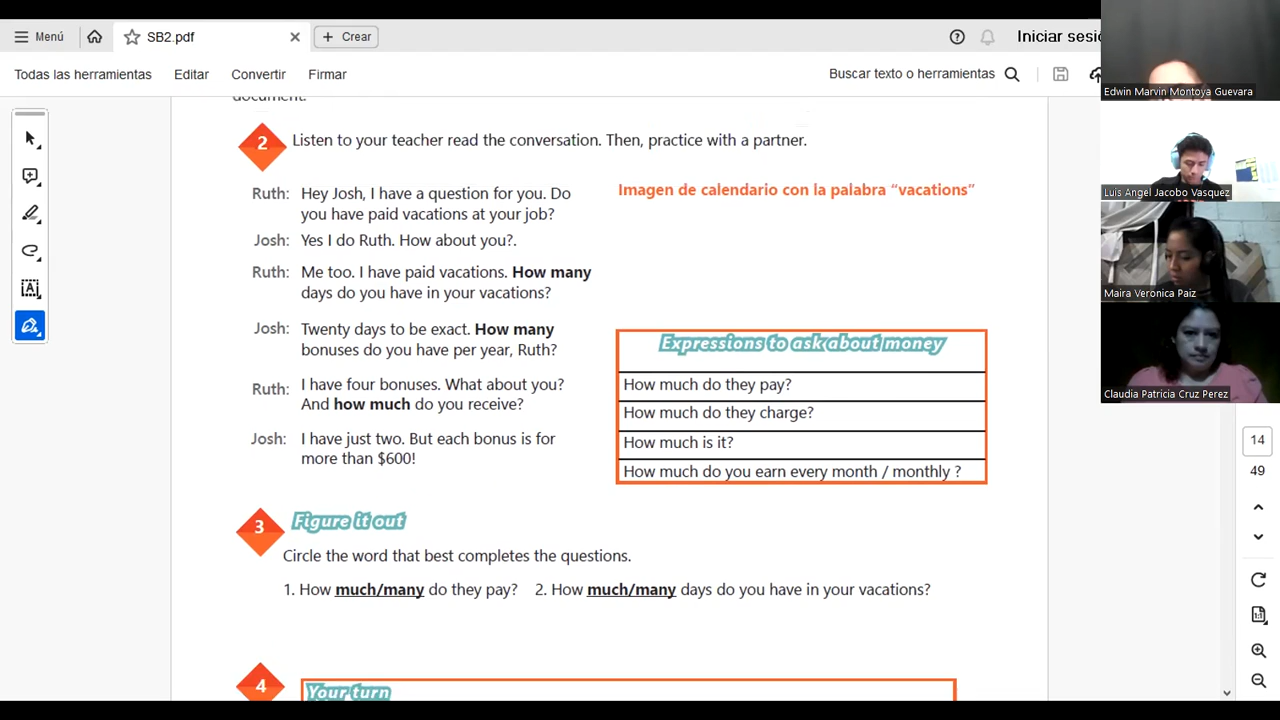 Menú
SB2.pdf
Crear
Iniciar sesi
Todas las herramientas
Editar
Convertir
Firmar
Buscar texto o herramientas
document.
2
Listen to your teacher read the conversation. Then, practice with a partner.
Ruth: Hey Josh, I have a question for you. Do
you have paid vacations at your job?
Josh: Yes I do Ruth. How about you?.
Ruth: Me too. I have paid vacations. How many
days do you have in your vacations?
Josh: Twenty days to be exact. How many
bonuses do you have per year, Ruth?
Ruth: I have four bonuses. What about you?
And how much do you receive?
Josh: I have just two. But each bonus is for
more than $600!
Imagen de calendario con la palabra “vacations”
Expressions to ask about money
How much do they pay?
How much do they charge?
How much is it?
How much do you earn every month / monthly ?
3
Figure it out
Circle the word that best completes the questions.
1. How much/many do they pay? 2. How much/many days do you have in your vacations?
4
Your turn
Edwin Marvin Montoya Guevara
Luis Angel Jacobo Vasquez
Maira Veronica Paiz
Claudia Patricia Cruz Perez
14
49
1:1